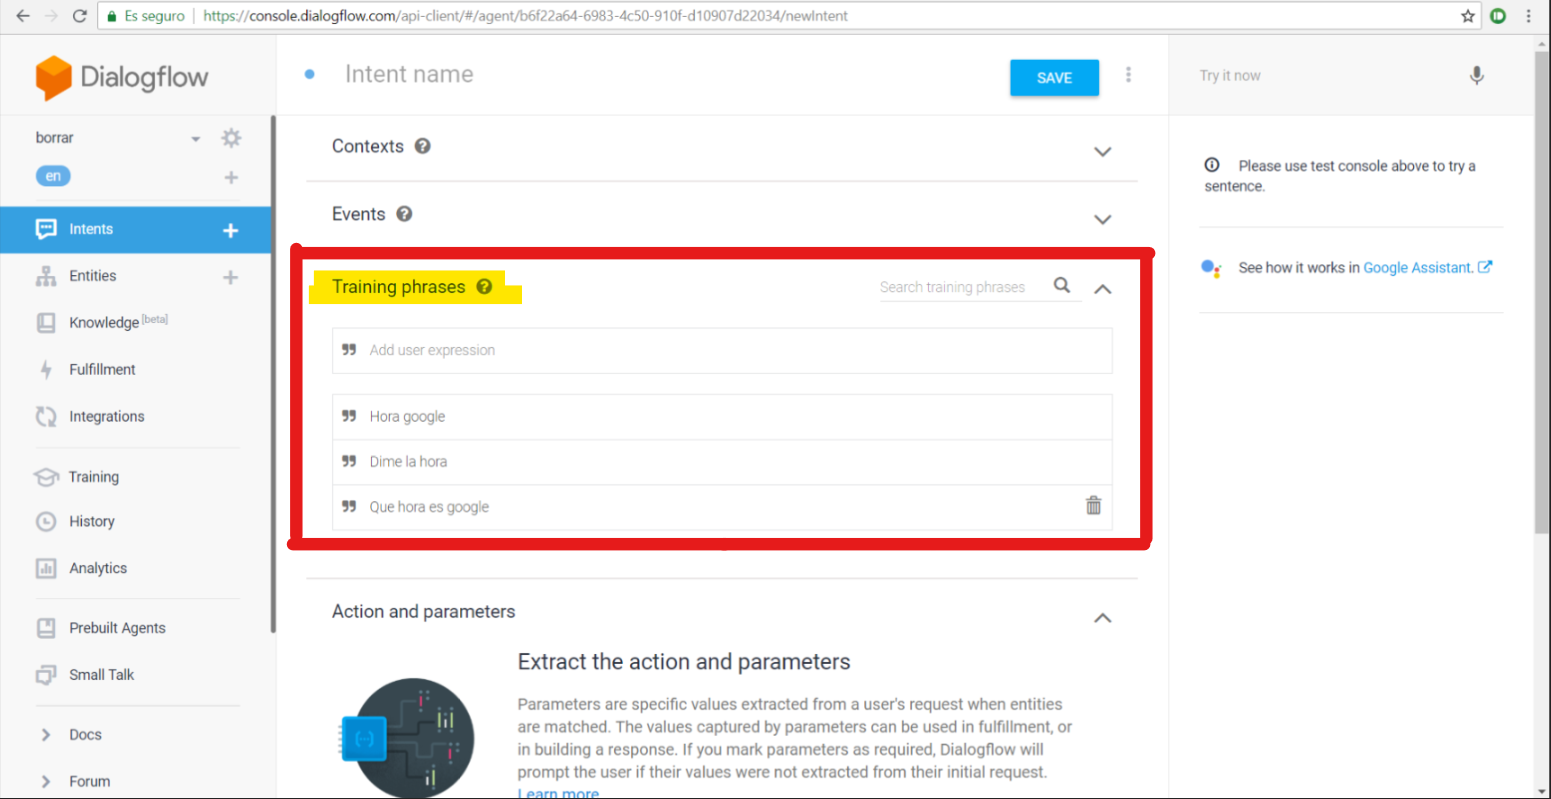 Es seguro https://console.dialogflow.com/api-client/#/agent/b6f22a64-6983-4c50-910f-d10907d22034/newIntent
Dialogflow
borrar
en
Intents
Entities
Knowledge [beta]
Fulfillment
Integrations
Training
History
Analytics
Prebuilt Agents
Small Talk
Docs
Forum
Intent name
SAVE
Contexts
Events
Training phrases
Search training phrases
Add user expression
Hora google
Dime la hora
Que hora es google
Action and parameters
Extract the action and parameters
Parameters are specific values extracted from a user's request when entities
are matched. The values captured by parameters can be used in fulfillment, or
in building a response. If you mark parameters as required, Dialogflow will
prompt the user if their values were not extracted from their initial request.
Learn more
Try it now
Please use test console above to try a
sentence.
See how it works in Google Assistant.